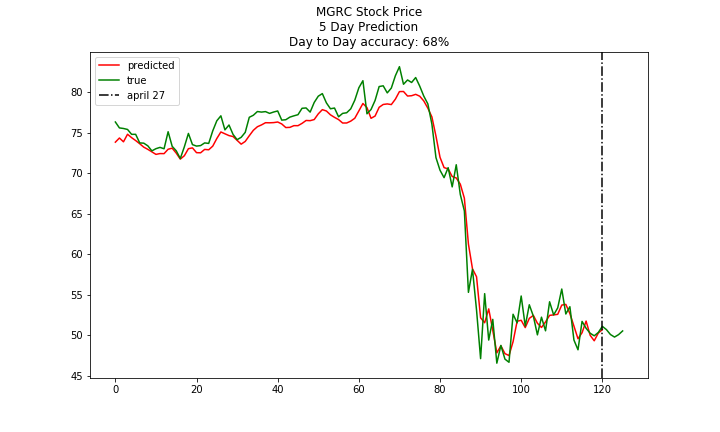 MGRC Stock Price
5 Day Prediction
Day to Day accuracy: 68%
predicted
true
april 27
80
75
70
65
60
55
50
45
0
20
40
60
80
100
120